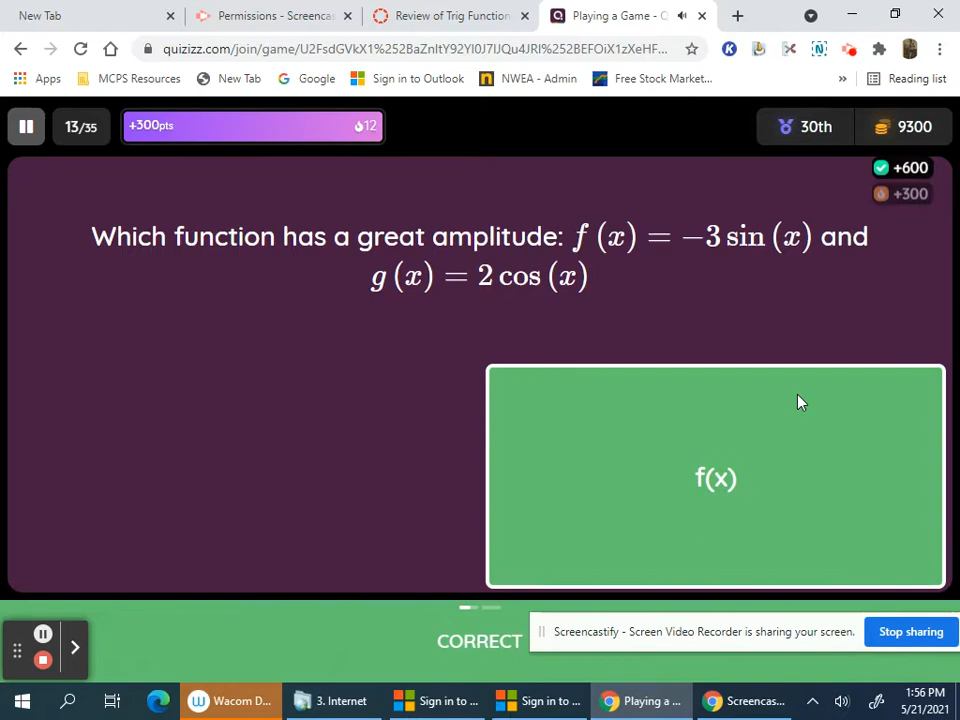 New Tab
Permissions - Screencas
Review of Trig Function
Playing a Game - Q
quizizz.com/join/game/U2FsdGVkX1%252BaZnltY92Yl0J7lJQu4JRl%252BEFOiX1zXeHF...
Apps
MCPS Resources
New Tab
Google
Sign in to Outlook
NWEA - Admin
Free Stock Market...
»
Reading list
13/35
+300pts
12
30th
9300
+600
+300
Which function has a great amplitude: f (x) = −3 sin (x) and
g (x) = 2 cos (x)
f(x)
CORRECT
Screencastify - Screen Video Recorder is sharing your screen.
Stop sharing
Wacom D...
3. Internet
Sign in to ...
Sign in to ...
Playing a ...
Screencas...
1:56 PM
5/21/2021